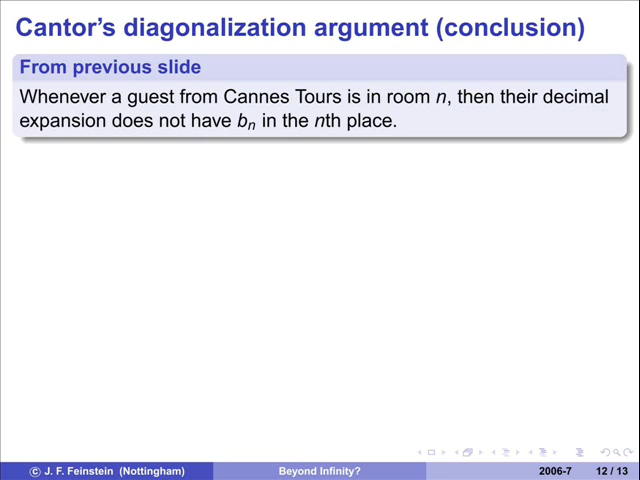 Cantor's diagonalization argument (conclusion)
From previous slide
Whenever a guest from Cannes Tours is in room n, then their decimal
expansion does not have bₙ in the nth place.
© J. F. Feinstein (Nottingham) Beyond Infinity? 2006-7 12 / 13